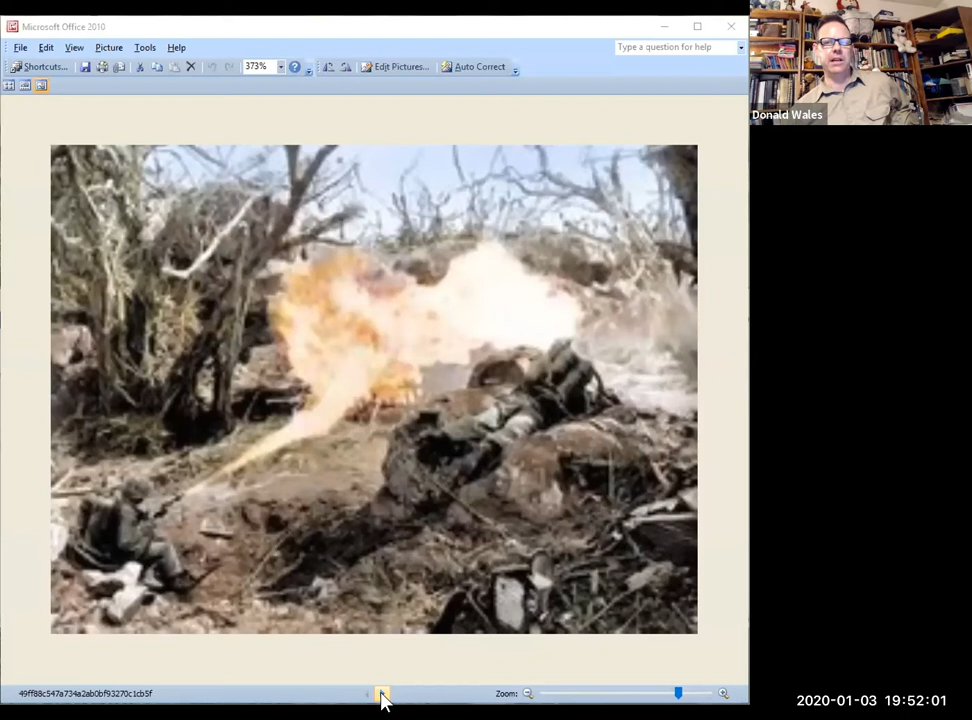 Microsoft Office 2010
File Edit View Picture Tools Help
Type a question for help
Shortcuts...
373%
Edit Pictures...
Auto Correct
Donald Wales
49ff88c547a734a2ab0bf93270c1cb5f
Zoom:
2020-01-03 19:52:01